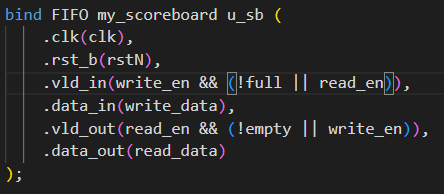 bind FIFO my_scoreboard u_sb (
.clk(clk),
.rst_b(rstN),
.vld_in(write_en && (!full || read_en)),
.data_in(write_data),
.vld_out(read_en && (!empty || write_en)),
.data_out(read_data)
);